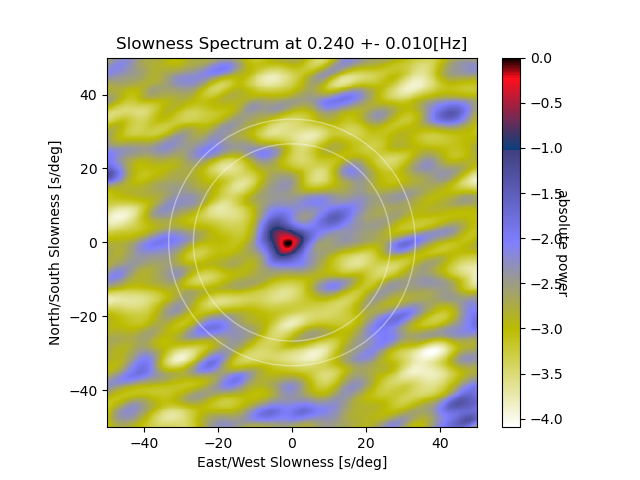 Slowness Spectrum at 0.240 +- 0.010[Hz]
North/South Slowness [s/deg]
40
20
0
−20
−40
−40 −20 0 20 40
East/West Slowness [s/deg]
0.0
−0.5
−1.0
−1.5
−2.0
−2.5
−3.0
−3.5
−4.0
absolute power